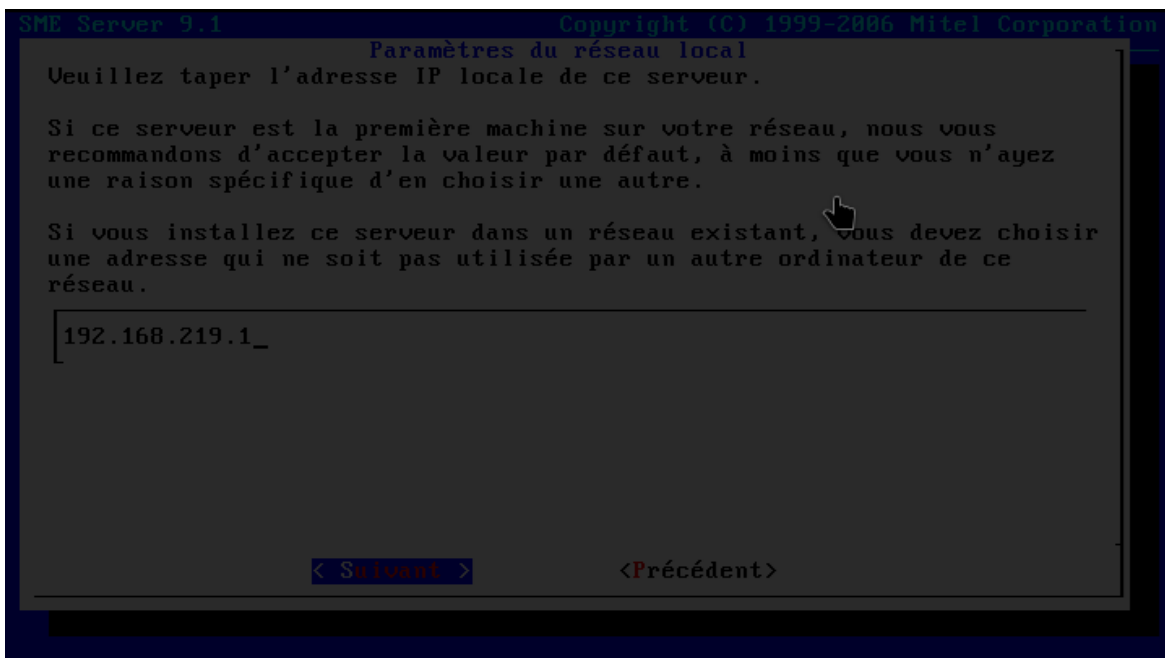 SME Server 9.1 Copyright (C) 1999-2006 Mitel Corporation
Paramètres du réseau local
Veuillez taper l'adresse IP locale de ce serveur.
Si ce serveur est la première machine sur votre réseau, nous vous
recommandons d'accepter la valeur par défaut, à moins que vous n'ayez
une raison spécifique d'en choisir une autre.
Si vous installez ce serveur dans un réseau existant, vous devez choisir
une adresse qui ne soit pas utilisée par un autre ordinateur de ce
réseau.
192.168.219.1_
< Suivant > <Précédent>